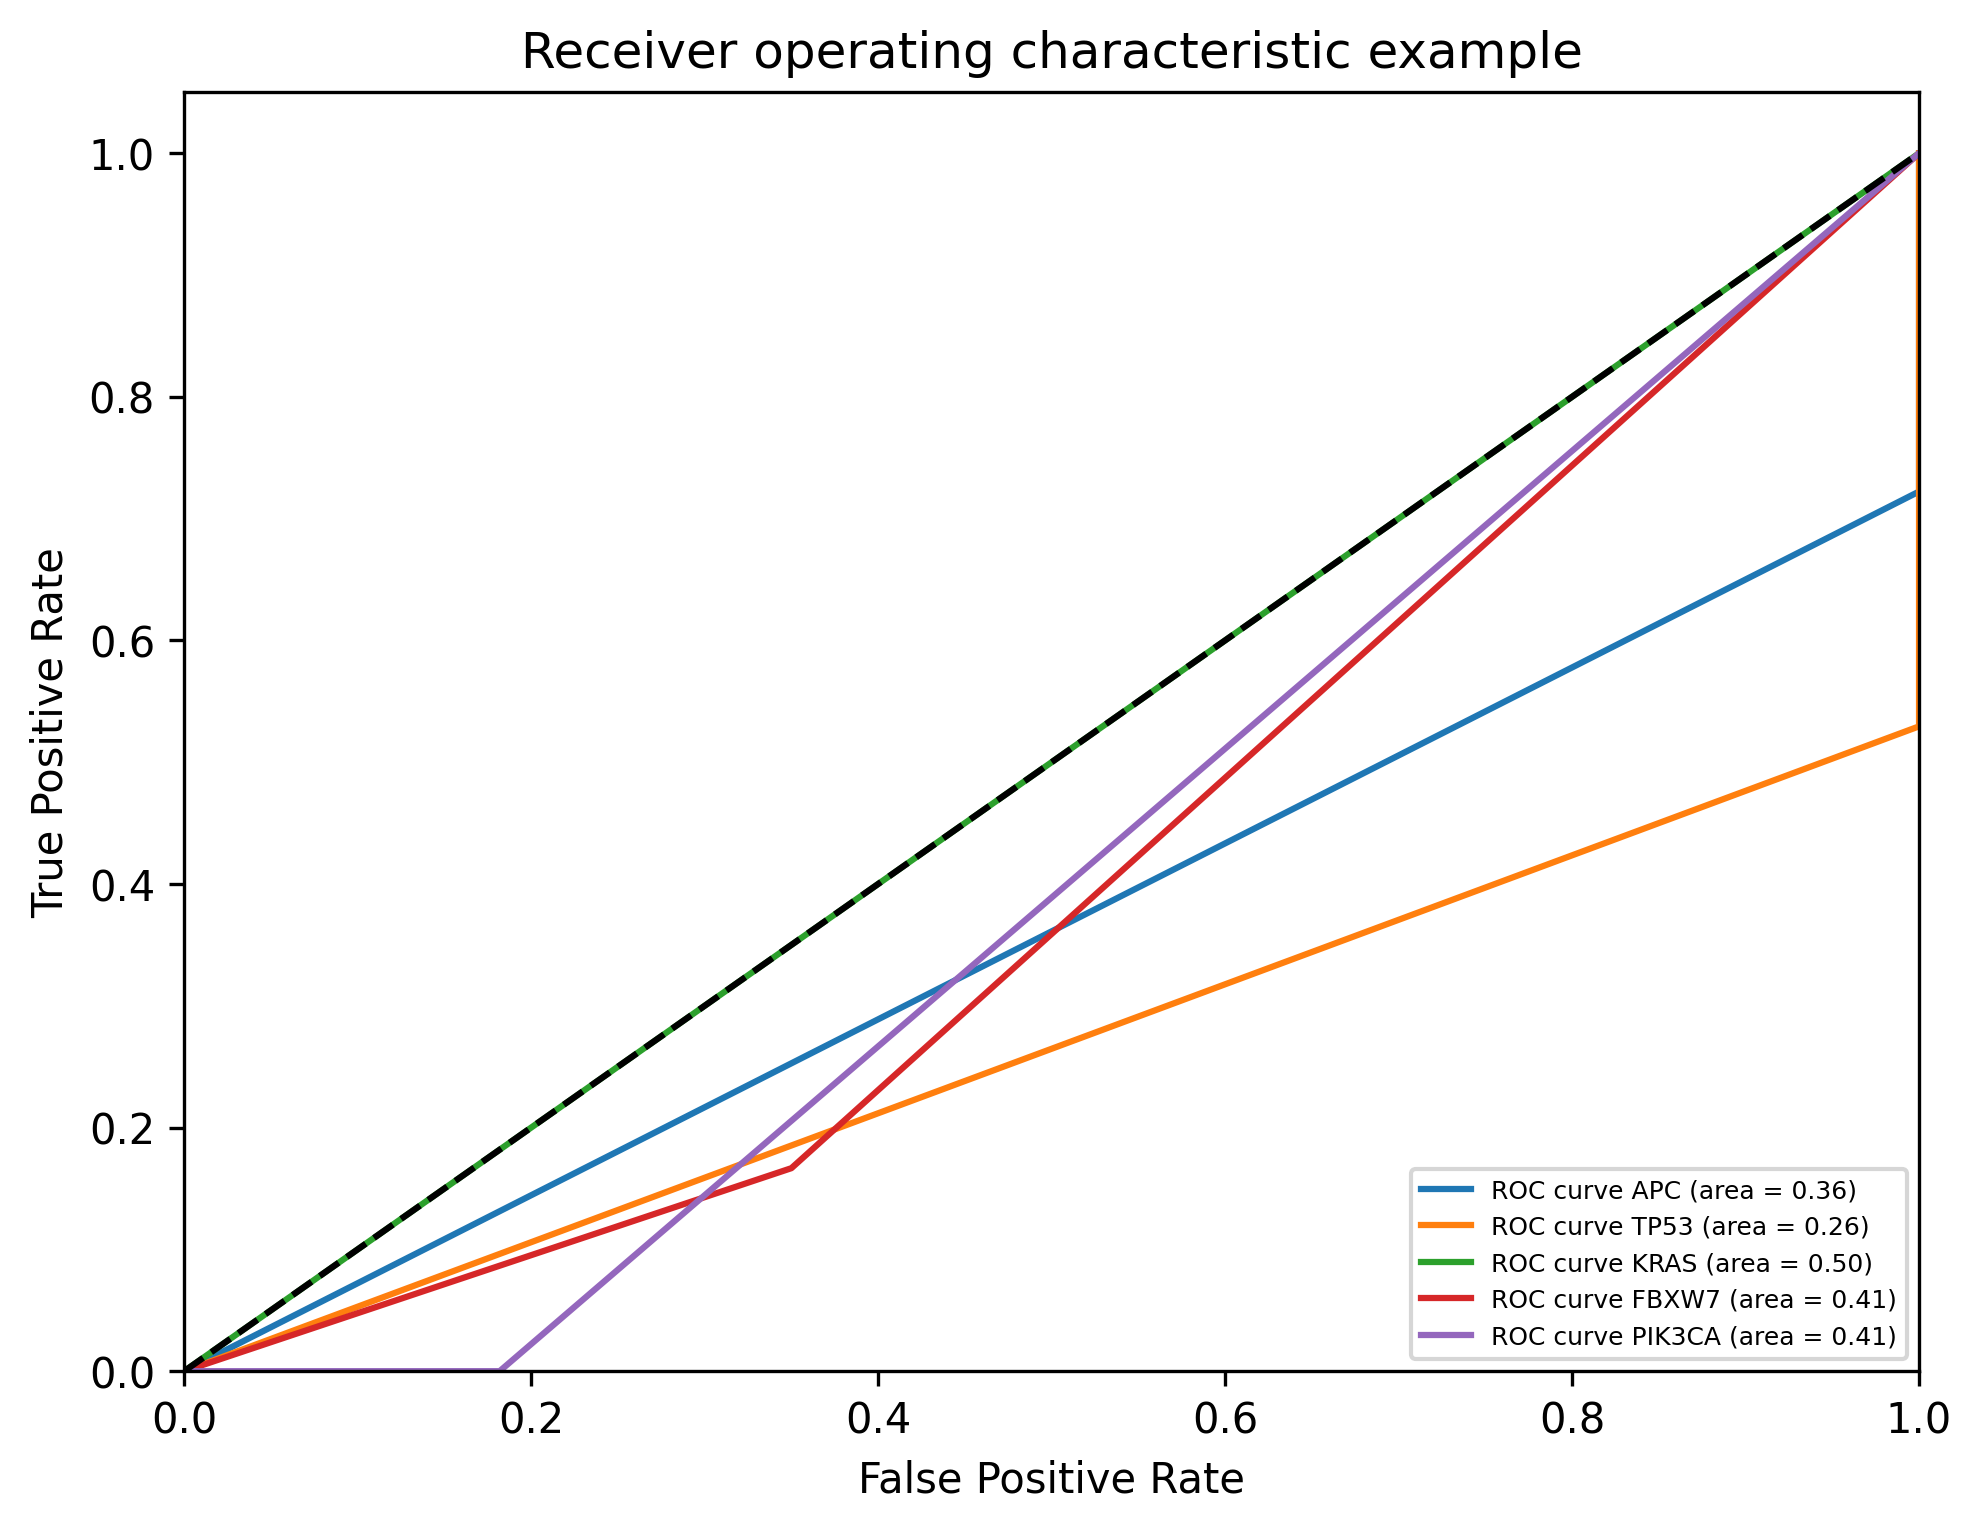 Receiver operating characteristic example
1.0
0.8
0.6
0.4
0.2
0.0
True Positive Rate
ROC curve APC (area = 0.36)
ROC curve TP53 (area = 0.26)
ROC curve KRAS (area = 0.50)
ROC curve FBXW7 (area = 0.41)
ROC curve PIK3CA (area = 0.41)
0.0 0.2 0.4 0.6 0.8 1.0
False Positive Rate